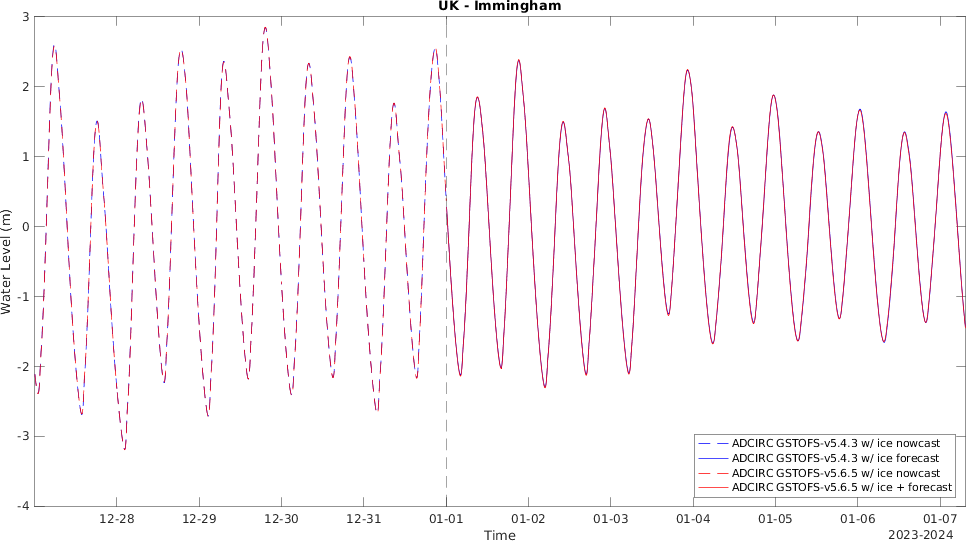 UK - Immingham
3
2
1
0
-1
-2
-3
-4
Water Level (m)
ADCIRC GSTOFS-v5.4.3 w/ ice nowcast
ADCIRC GSTOFS-v5.4.3 w/ ice forecast
ADCIRC GSTOFS-v5.6.5 w/ ice nowcast
ADCIRC GSTOFS-v5.6.5 w/ ice + forecast
12-28 12-29 12-30 12-31 01-01 01-02 01-03 01-04 01-05 01-06 01-07
Time
2023-2024